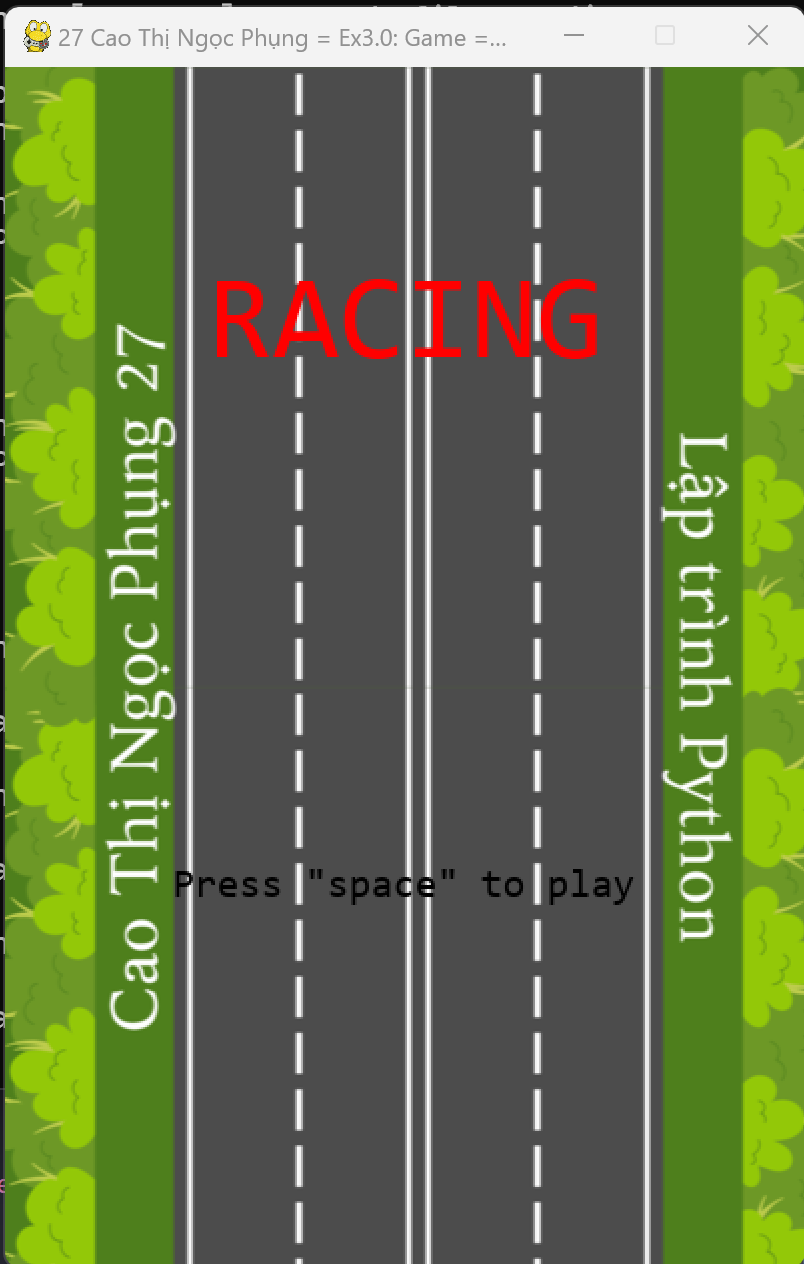 27 Cao Thị Ngọc Phụng = Ex3.0: Game =...
RACING
Cao Thị Ngọc Phụng 27
Lập trình Python
Press "space" to play